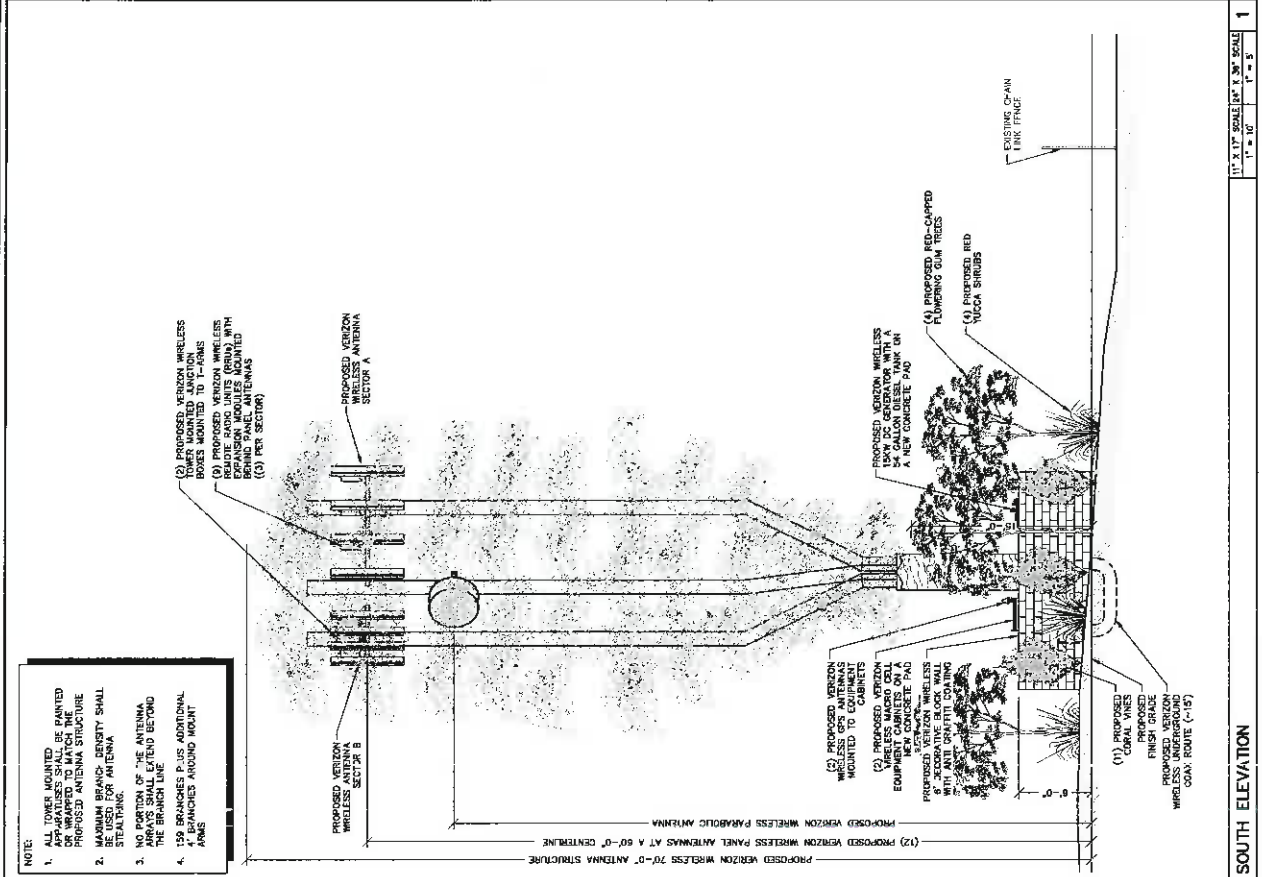 NOTE:
1. ALL TOWER MOUNTED
APPARATUSES SHALL BE PAINTED
OR WRAPPED TO MATCH THE
PROPOSED ANTENNA STRUCTURE
2. MAXIMUM BRANCH DENSITY SHALL
BE USED FOR ANTENNA
STEALTHING.
3. NO PORTION OF THE ANTENNA
ARRAYS SHALL EXTEND BEYOND
THE BRANCH LINE
4. 159 BRANCHES PLUS ADDITIONAL
4' BRANCHES AROUND MOUNT
ARMS
(2) PROPOSED VERIZON WIRELESS
TOWER MOUNTED JUNCTION
BOXES MOUNTED TO T-ARMS
(9) PROPOSED VERIZON WIRELESS
REMOTE RADIO UNITS (RRUs) WITH
EXPANSION MODULES MOUNTED
BEHIND PANEL ANTENNAS
((3) PER SECTOR)
PROPOSED VERIZON
WIRELESS ANTENNA
SECTOR A
PROPOSED VERIZON
WIRELESS ANTENNA
SECTOR B
PROPOSED VERIZON WIRELESS 70'-0" ANTENNA STRUCTURE
(12) PROPOSED VERIZON WIRELESS PANEL ANTENNAS AT A 60'-0" CENTERLINE
PROPOSED VERIZON WIRELESS PARABOLIC ANTENNA
PROPOSED VERIZON WIRELESS
15KW DC GENERATOR WITH A
54 GALLON DIESEL TANK ON
A NEW CONCRETE PAD
(4) PROPOSED RED-CAPPED
FLOWERING GUM TREES
(4) PROPOSED RED
YUCCA SHRUBS
EXISTING CHAIN
LINK FENCE
(2) PROPOSED VERIZON
WIRELESS GPS ANTENNAS
MOUNTED TO EQUIPMENT
CABINETS
(2) PROPOSED VERIZON
WIRELESS MACRO CELL
EQUIPMENT CABINETS ON A
NEW CONCRETE PAD
PROPOSED VERIZON WIRELESS
6' DECORATIVE BLOCK WALL
WITH ANTI GRAFFITI COATING
15'-0"
6'-0"
(11) PROPOSED
CORAL VINES
PROPOSED
FINISH GRADE
PROPOSED VERIZON
WIRELESS UNDERGROUND
COAX ROUTE (~15')
SOUTH ELEVATION
11" X 17" SCALE
1" = 10'
24" X 36" SCALE
1" = 5'
1